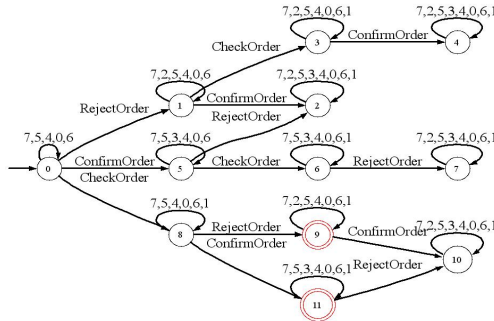 7,2,5,4,0,6,1
7,2,5,3,4,0,6,1
CheckOrder
3
ConfirmOrder
4
7,2,5,4,0,6
7,2,5,3,4,0,6,1
RejectOrder
1
ConfirmOrder
2
RejectOrder
7,5,4,0,6
7,5,3,4,0,6
7,5,3,4,0,6,1
7,2,5,3,4,0,6,1
0
ConfirmOrder
5
CheckOrder
6
RejectOrder
7
CheckOrder
7,5,4,0,6,1
7,2,5,4,0,6,1
7,2,5,3,4,0,6,1
8
RejectOrder
9
ConfirmOrder
10
ConfirmOrder
7,5,3,4,0,6,1
RejectOrder
11